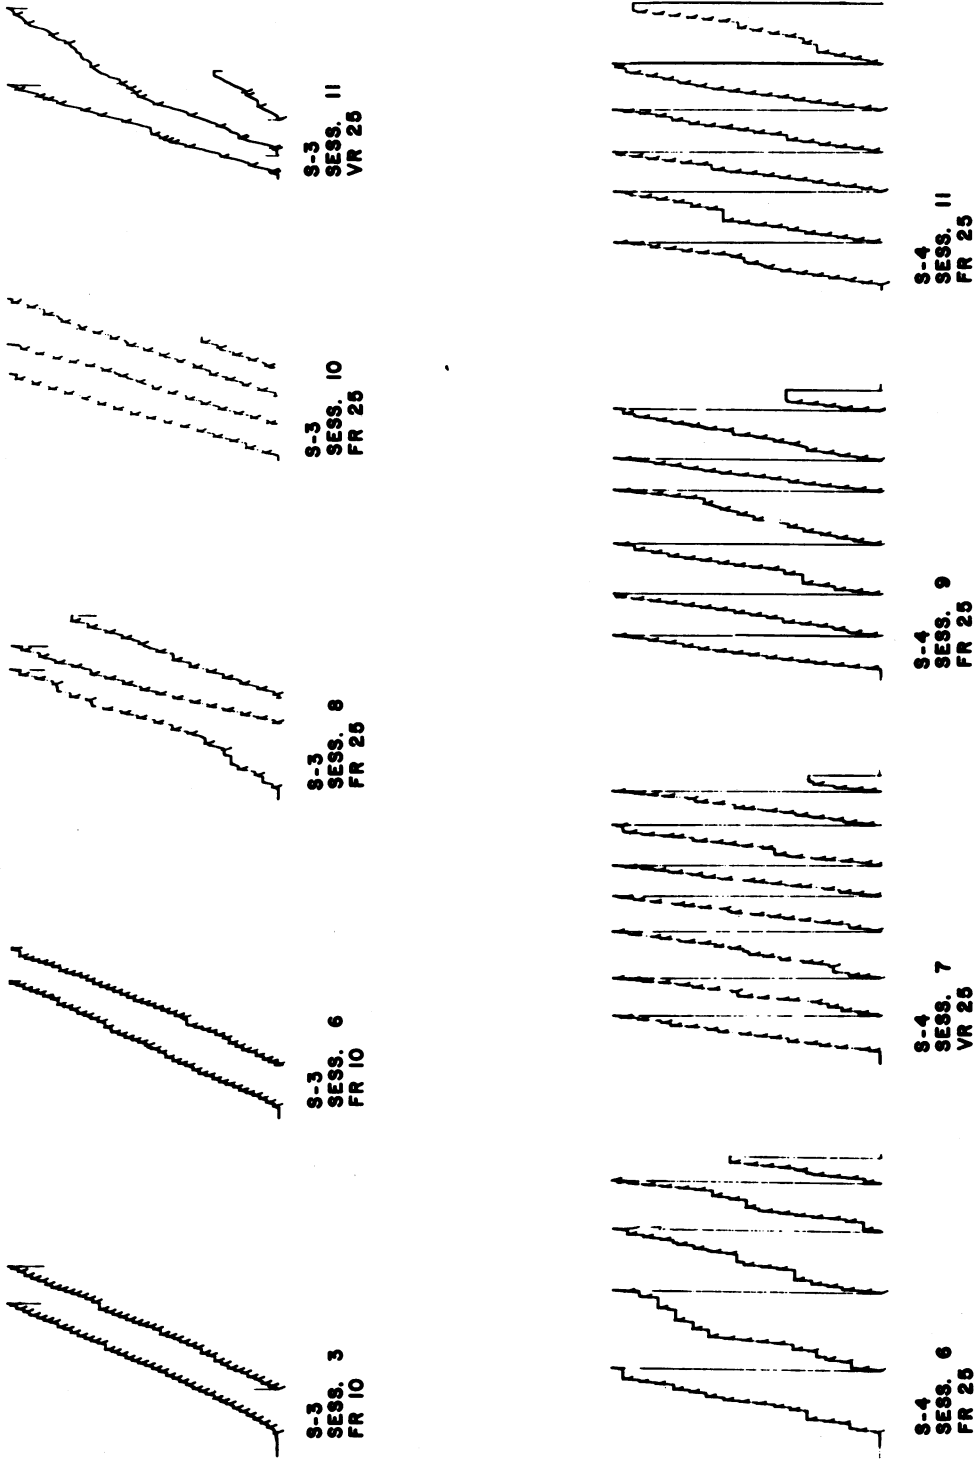 S-3
SESS. 3
FR 10
S-3
SESS. 6
FR 10
S-3
SESS. 8
FR 25
S-3
SESS. 10
FR 25
S-3
SESS. 11
VR 25
S-4
SESS. 6
FR 25
S-4
SESS. 7
VR 25
S-4
SESS. 9
FR 25
S-4
SESS. 11
FR 25